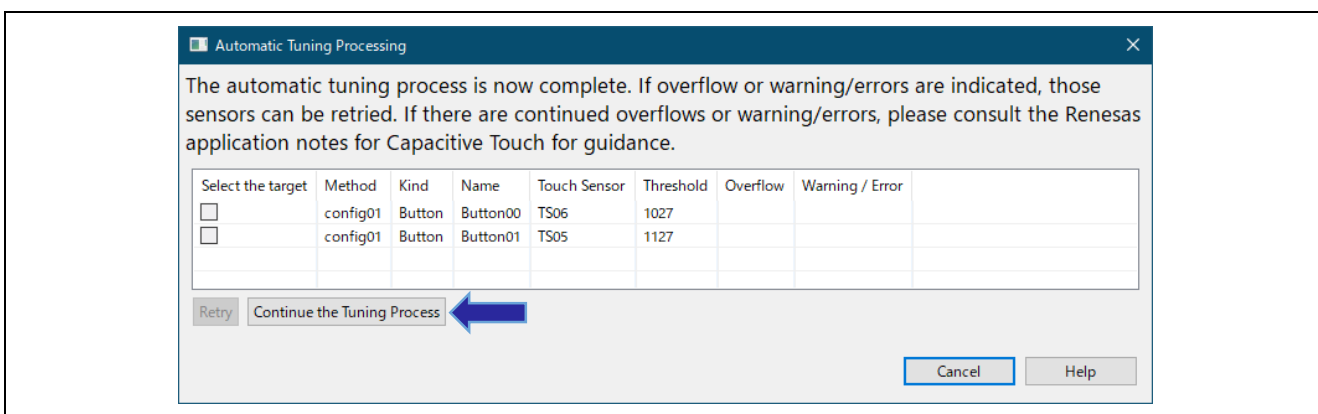 Automatic Tuning Processing
The automatic tuning process is now complete. If overflow or warning/errors are indicated, those
sensors can be retried. If there are continued overflows or warning/errors, please consult the Renesas
application notes for Capacitive Touch for guidance.
Select the target Method Kind Name Touch Sensor Threshold Overflow Warning / Error
config01 Button Button00 TS06 1027
config01 Button Button01 TS05 1127
Retry Continue the Tuning Process
Cancel Help